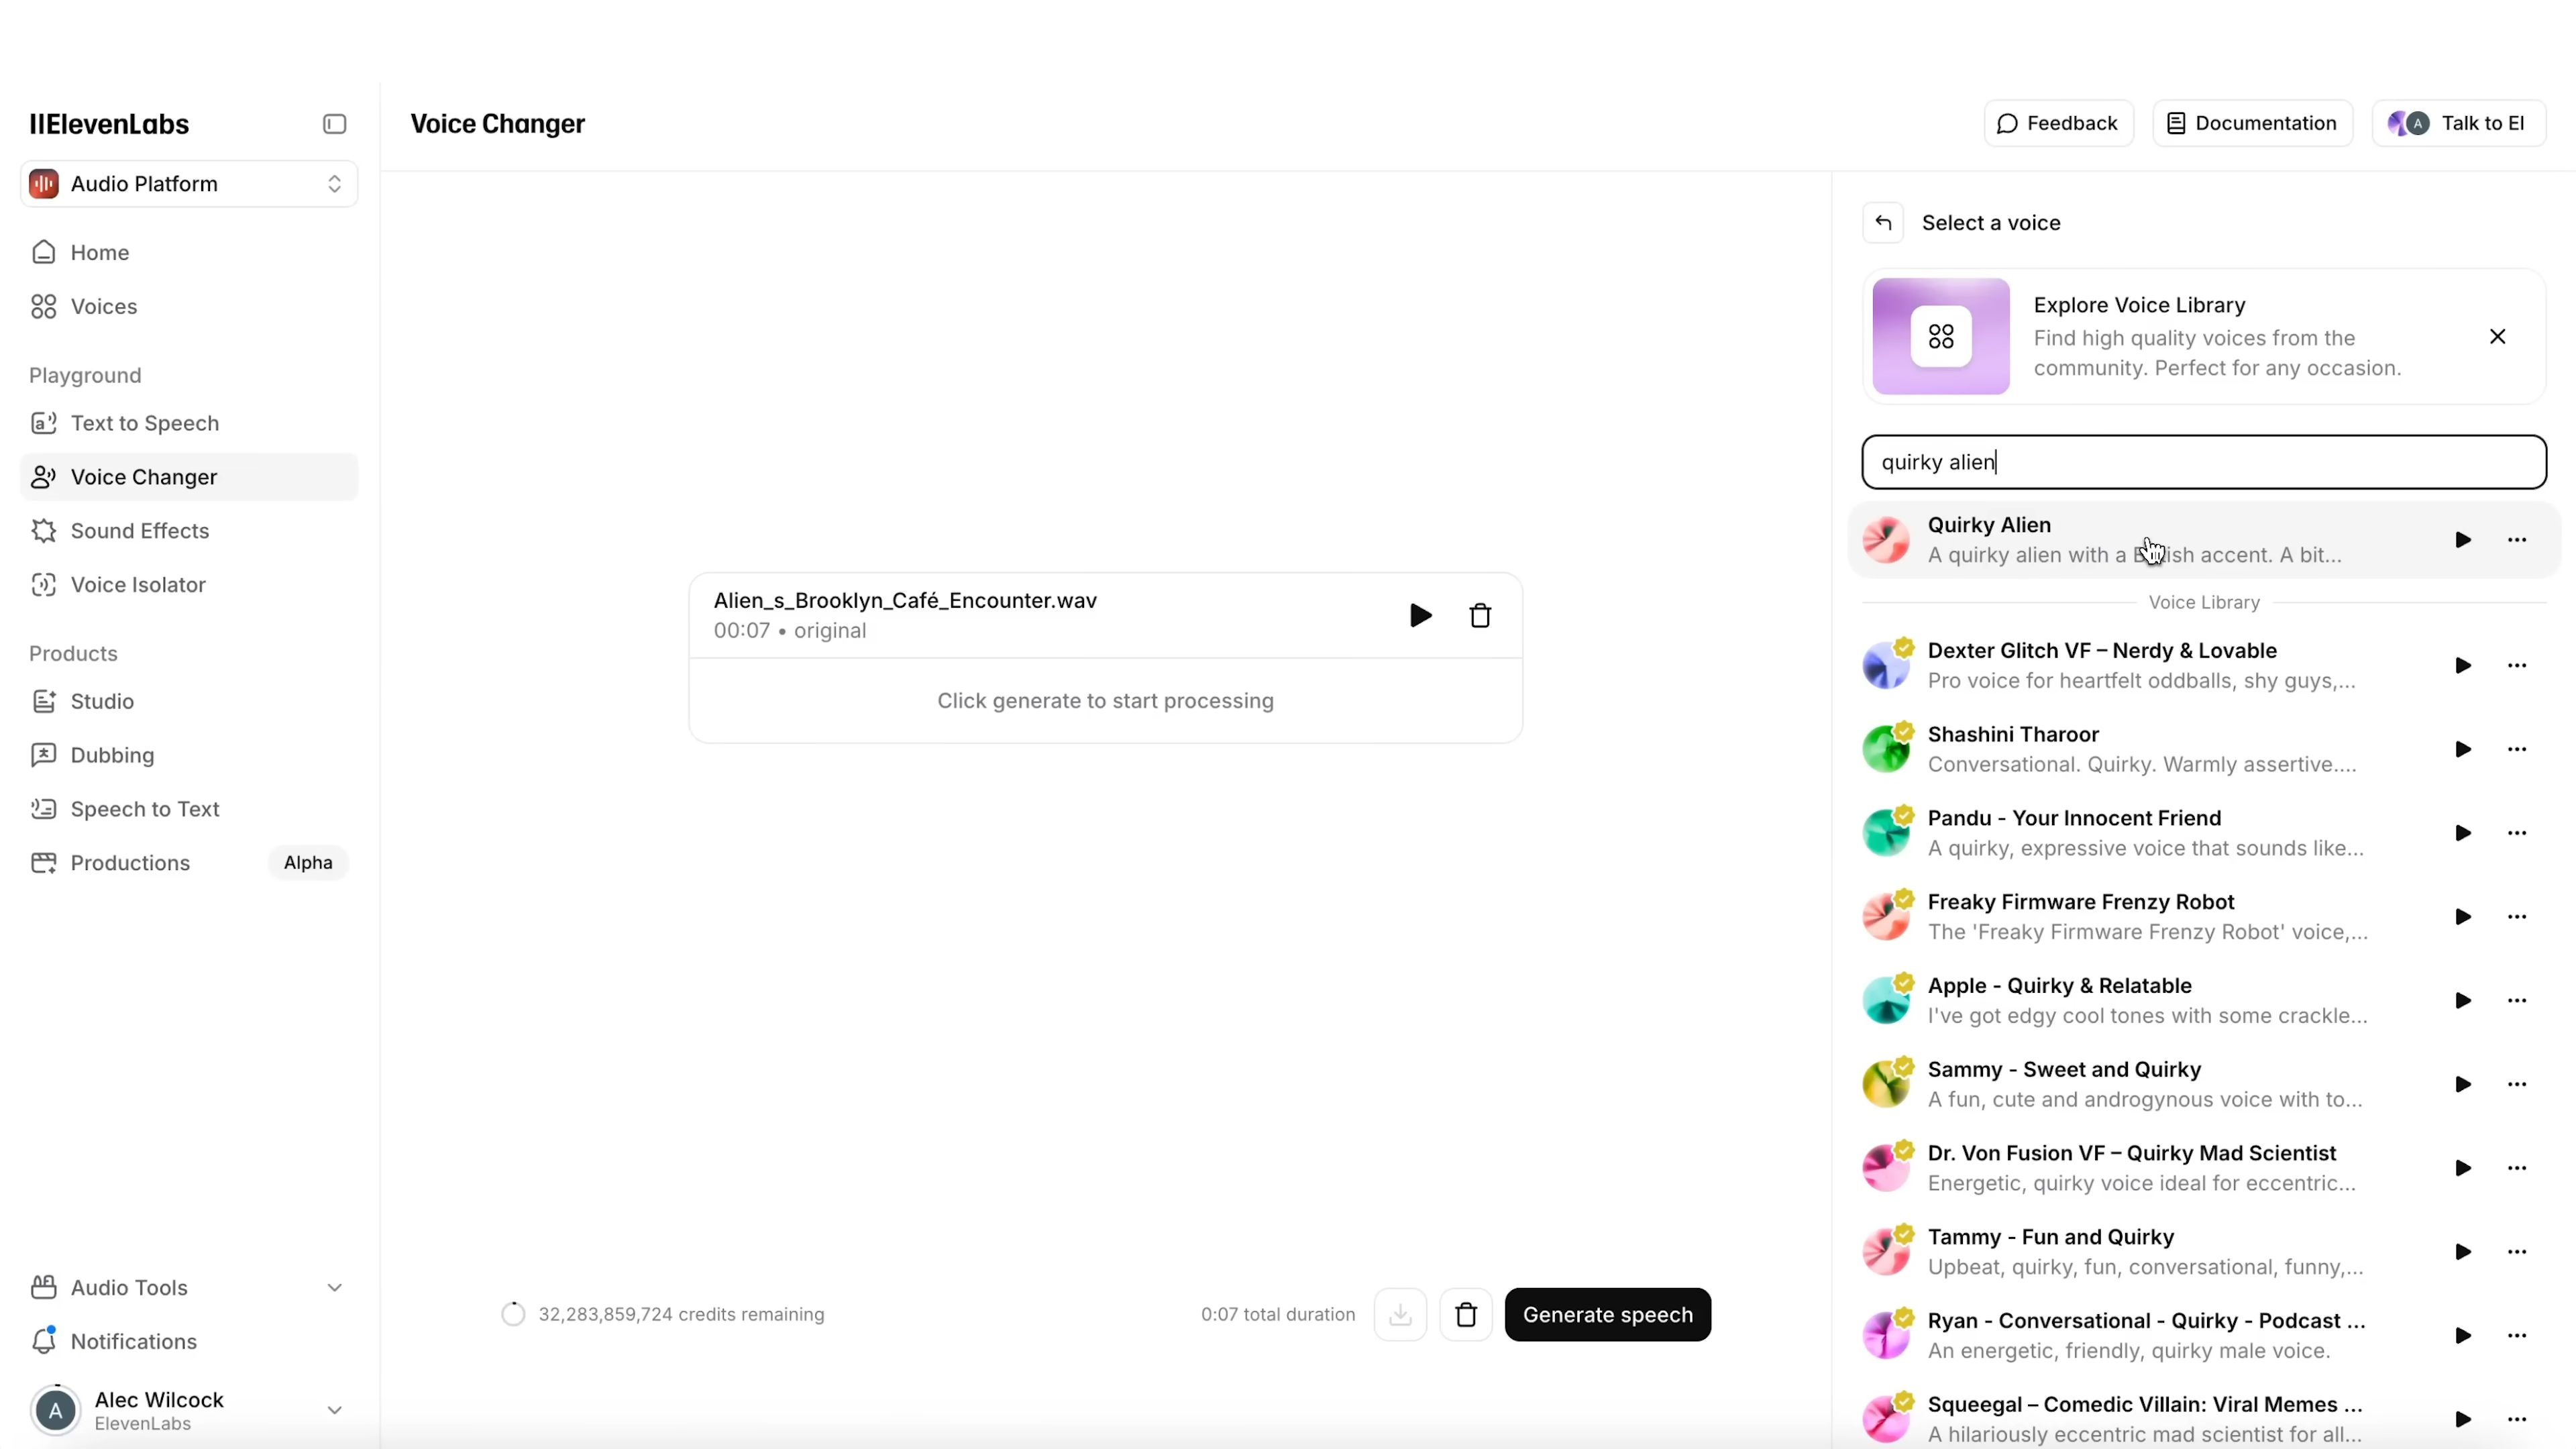 IIElevenLabs
Audio Platform
Home
Voices
Playground
Text to Speech
Voice Changer
Sound Effects
Voice Isolator
Products
Studio
Dubbing
Speech to Text
Productions
Alpha
Audio Tools
Notifications
A
Alec Wilcock
ElevenLabs
Voice Changer
Feedback
Documentation
A
Talk to El
Alien_s_Brooklyn_Café_Encounter.wav
00:07 • original
Click generate to start processing
32,283,859,724 credits remaining
0:07 total duration
Generate speech
Select a voice
Explore Voice Library
Find high quality voices from the
community. Perfect for any occasion.
quirky alien
Quirky Alien
A quirky alien with a British accent. A bit...
Voice Library
Dexter Glitch VF – Nerdy & Lovable
Pro voice for heartfelt oddballs, shy guys,...
Shashini Tharoor
Conversational. Quirky. Warmly assertive....
Pandu - Your Innocent Friend
A quirky, expressive voice that sounds like...
Freaky Firmware Frenzy Robot
The 'Freaky Firmware Frenzy Robot' voice,...
Apple - Quirky & Relatable
I've got edgy cool tones with some crackle...
Sammy - Sweet and Quirky
A fun, cute and androgynous voice with to...
Dr. Von Fusion VF – Quirky Mad Scientist
Energetic, quirky voice ideal for eccentric...
Tammy - Fun and Quirky
Upbeat, quirky, fun, conversational, funny,...
Ryan - Conversational - Quirky - Podcast ...
An energetic, friendly, quirky male voice.
Squeegal – Comedic Villain: Viral Memes ...
A hilariously eccentric mad scientist for all...